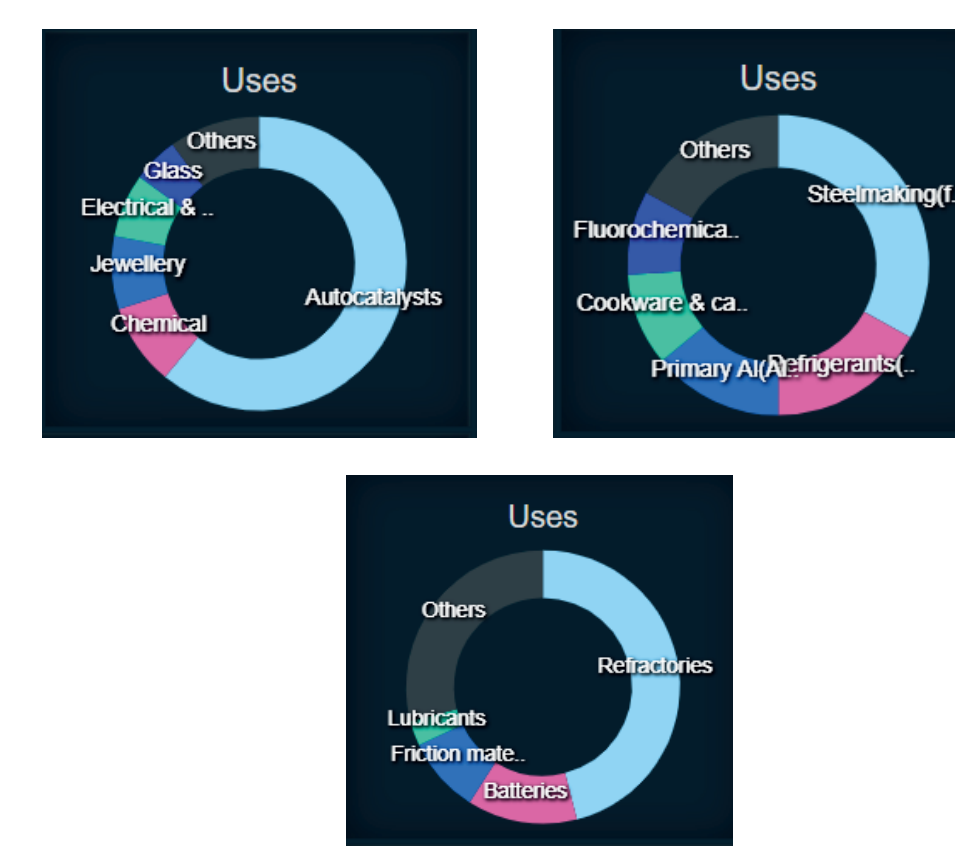 Uses
Others
Glass
Electrical & ..
Jewellery
Autocatalysts
Chemical
Uses
Others
Steelmaking(f.
Fluorochemica..
Cookware & ca..
Primary Al(Al..
Refrigerants(..
Uses
Others
Refractories
Lubricants
Friction mate..
Batteries